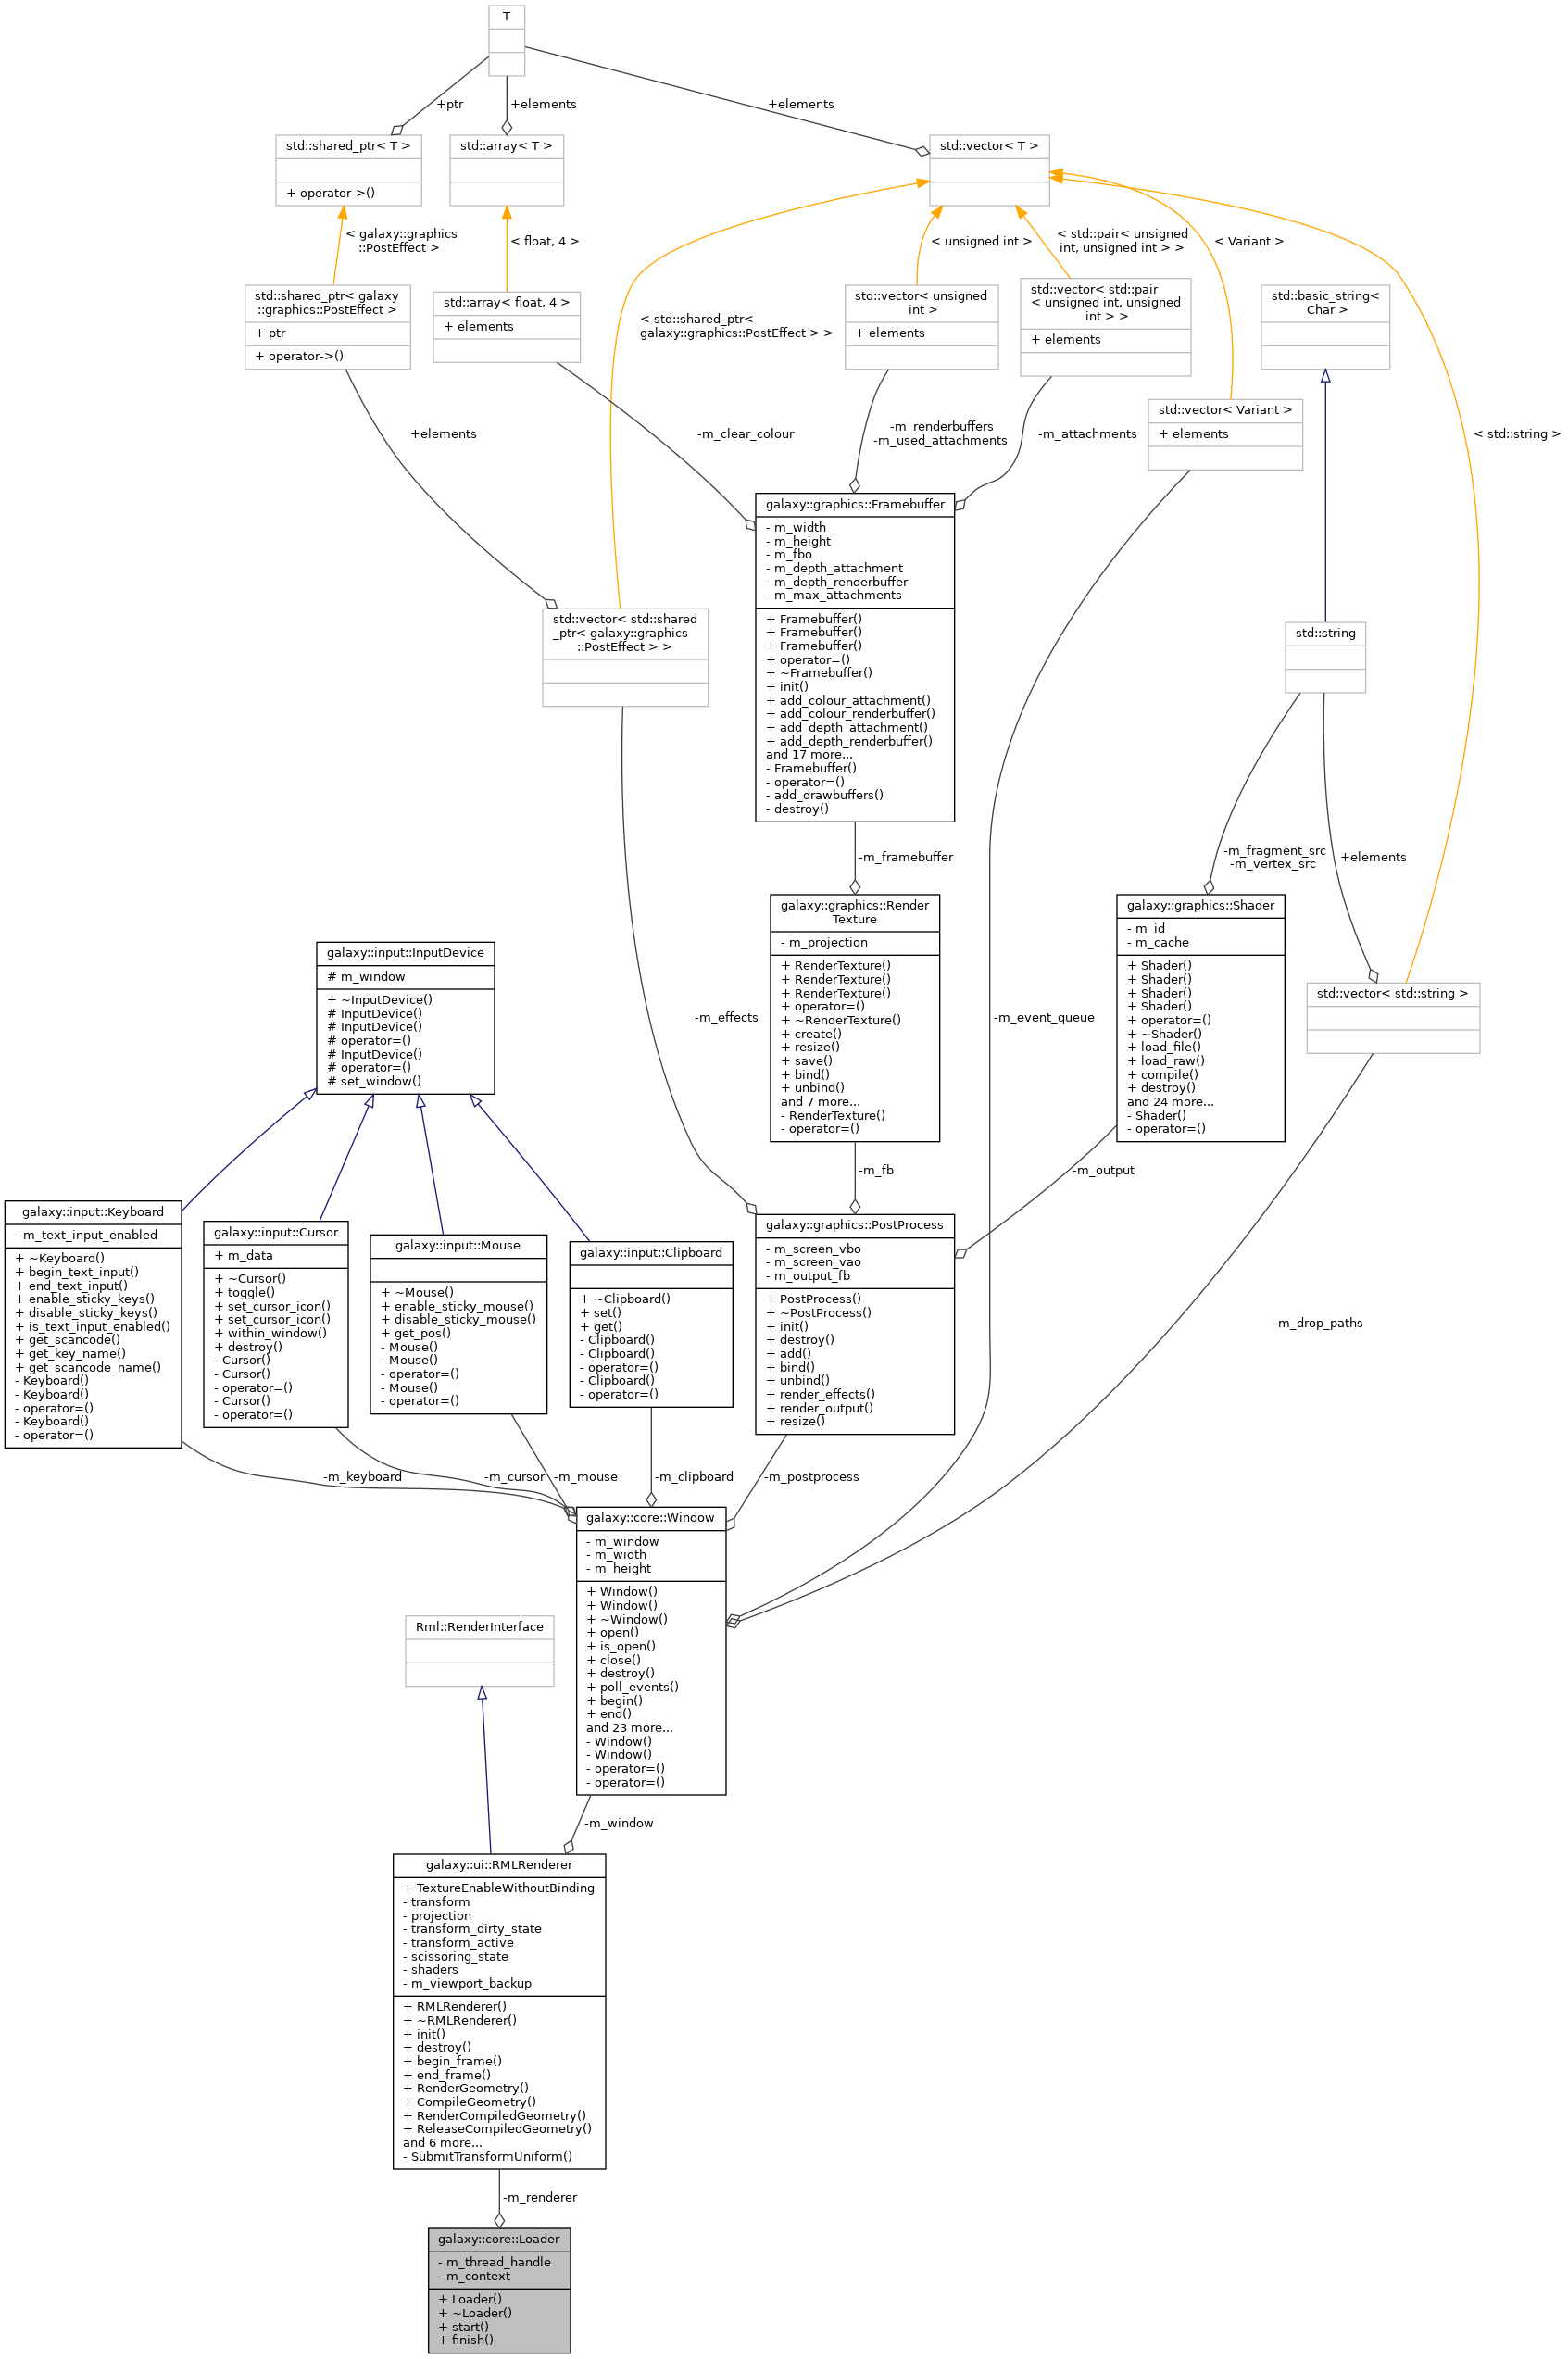 T
+ptr
+elements
+elements
std::shared_ptr< T >
+ operator->()
std::array< T >
std::vector< T >
< galaxy::graphics
::PostEffect >
< float, 4 >
< unsigned int >
< std::pair< unsigned
int, unsigned int > >
< Variant >
std::shared_ptr< galaxy
::graphics::PostEffect >
+ ptr
+ operator->()
std::array< float, 4 >
+ elements
< std::shared_ptr<
galaxy::graphics::PostEffect > >
std::vector< unsigned
int >
+ elements
std::vector< std::pair
< unsigned int, unsigned
int > >
+ elements
std::basic_string<
Char >
std::vector< Variant >
+ elements
+elements
-m_clear_colour
-m_renderbuffers
-m_used_attachments
-m_attachments
< std::string >
galaxy::graphics::Framebuffer
- m_width
- m_height
- m_fbo
- m_depth_attachment
- m_depth_renderbuffer
- m_max_attachments
+ Framebuffer()
+ Framebuffer()
+ Framebuffer()
+ operator=()
+ ~Framebuffer()
+ init()
+ add_colour_attachment()
+ add_colour_renderbuffer()
+ add_depth_attachment()
+ add_depth_renderbuffer()
and 17 more...
- Framebuffer()
- operator=()
- add_drawbuffers()
- destroy()
std::vector< std::shared
_ptr< galaxy::graphics
::PostEffect > >
std::string
-m_framebuffer
-m_fragment_src
-m_vertex_src
+elements
galaxy::graphics::Render
Texture
- m_projection
+ RenderTexture()
+ RenderTexture()
+ RenderTexture()
+ operator=()
+ ~RenderTexture()
+ create()
+ resize()
+ save()
+ bind()
+ unbind()
and 7 more...
- RenderTexture()
- operator=()
galaxy::graphics::Shader
- m_id
- m_cache
+ Shader()
+ Shader()
+ Shader()
+ Shader()
+ operator=()
+ ~Shader()
+ load_file()
+ load_raw()
+ compile()
+ destroy()
and 24 more...
- Shader()
- operator=()
std::vector< std::string >
galaxy::input::InputDevice
# m_window
+ ~InputDevice()
# InputDevice()
# InputDevice()
# operator=()
# InputDevice()
# operator=()
# set_window()
-m_effects
-m_event_queue
-m_fb
-m_output
galaxy::input::Keyboard
- m_text_input_enabled
+ ~Keyboard()
+ begin_text_input()
+ end_text_input()
+ enable_sticky_keys()
+ disable_sticky_keys()
+ is_text_input_enabled()
+ get_scancode()
+ get_key_name()
+ get_scancode_name()
- Keyboard()
- Keyboard()
- operator=()
- Keyboard()
- operator=()
galaxy::input::Cursor
+ m_data
+ ~Cursor()
+ toggle()
+ set_cursor_icon()
+ set_cursor_icon()
+ within_window()
+ destroy()
- Cursor()
- Cursor()
- operator=()
- Cursor()
- operator=()
galaxy::input::Mouse
+ ~Mouse()
+ enable_sticky_mouse()
+ disable_sticky_mouse()
+ get_pos()
- Mouse()
- Mouse()
- operator=()
- Mouse()
- operator=()
galaxy::input::Clipboard
+ ~Clipboard()
+ set()
+ get()
- Clipboard()
- Clipboard()
- operator=()
- Clipboard()
- operator=()
galaxy::graphics::PostProcess
- m_screen_vbo
- m_screen_vao
- m_output_fb
+ PostProcess()
+ ~PostProcess()
+ init()
+ destroy()
+ add()
+ bind()
+ unbind()
+ render_effects()
+ render_output()
+ resize()
-m_drop_paths
-m_keyboard
-m_cursor
-m_mouse
-m_clipboard
-m_postprocess
galaxy::core::Window
- m_window
- m_width
- m_height
+ Window()
+ Window()
+ ~Window()
+ open()
+ is_open()
+ close()
+ destroy()
+ poll_events()
+ begin()
+ end()
and 23 more...
- Window()
- Window()
- operator=()
- operator=()
Rml::RenderInterface
-m_window
galaxy::ui::RMLRenderer
+ TextureEnableWithoutBinding
- transform
- projection
- transform_dirty_state
- transform_active
- scissoring_state
- shaders
- m_viewport_backup
+ RMLRenderer()
+ ~RMLRenderer()
+ init()
+ destroy()
+ begin_frame()
+ end_frame()
+ RenderGeometry()
+ CompileGeometry()
+ RenderCompiledGeometry()
+ ReleaseCompiledGeometry()
and 6 more...
- SubmitTransformUniform()
-m_renderer
galaxy::core::Loader
- m_thread_handle
- m_context
+ Loader()
+ ~Loader()
+ start()
+ finish()